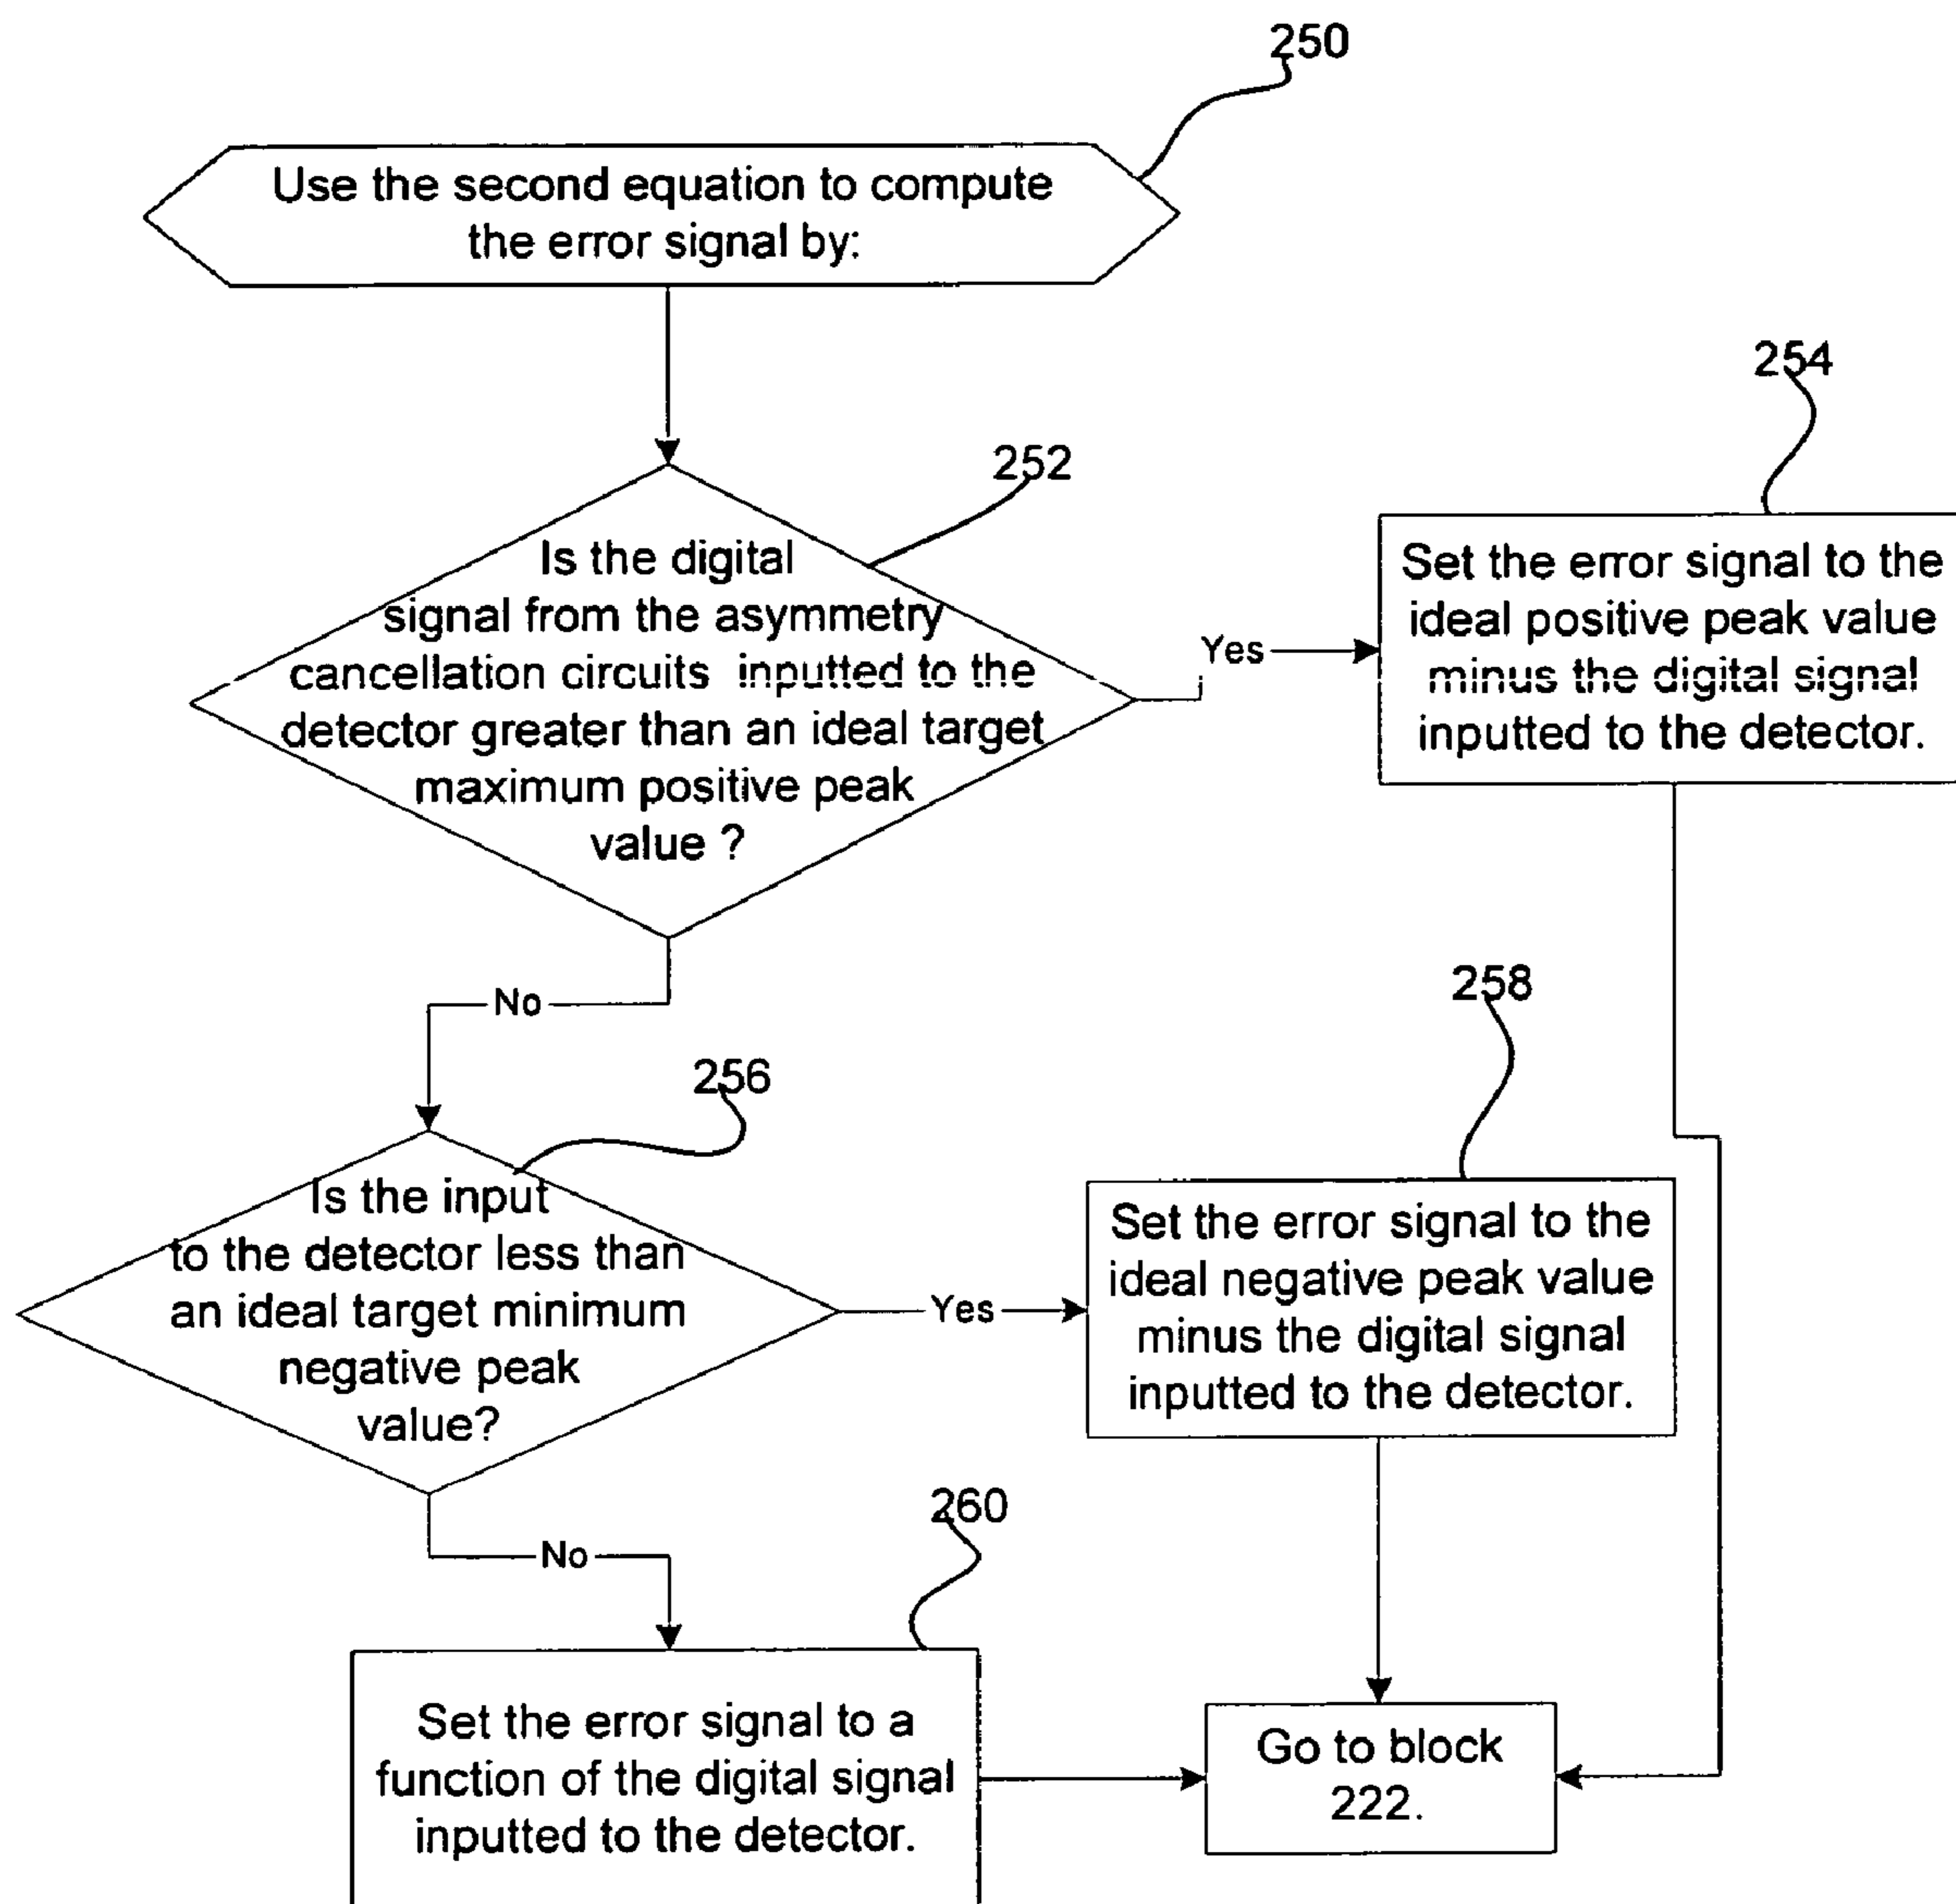 250
Use the second equation to compute
the error signal by:
252
Is the digital
signal from the asymmetry
cancellation circuits inputted to the
detector greater than an ideal target
maximum positive peak
value ?
Yes
254
Set the error signal to the
ideal positive peak value
minus the digital signal
inputted to the detector.
No
256
Is the input
to the detector less than
an ideal target minimum
negative peak
value?
Yes
258
Set the error signal to the
ideal negative peak value
minus the digital signal
inputted to the detector.
No
260
Set the error signal to a
function of the digital signal
inputted to the detector.
Go to block
222.